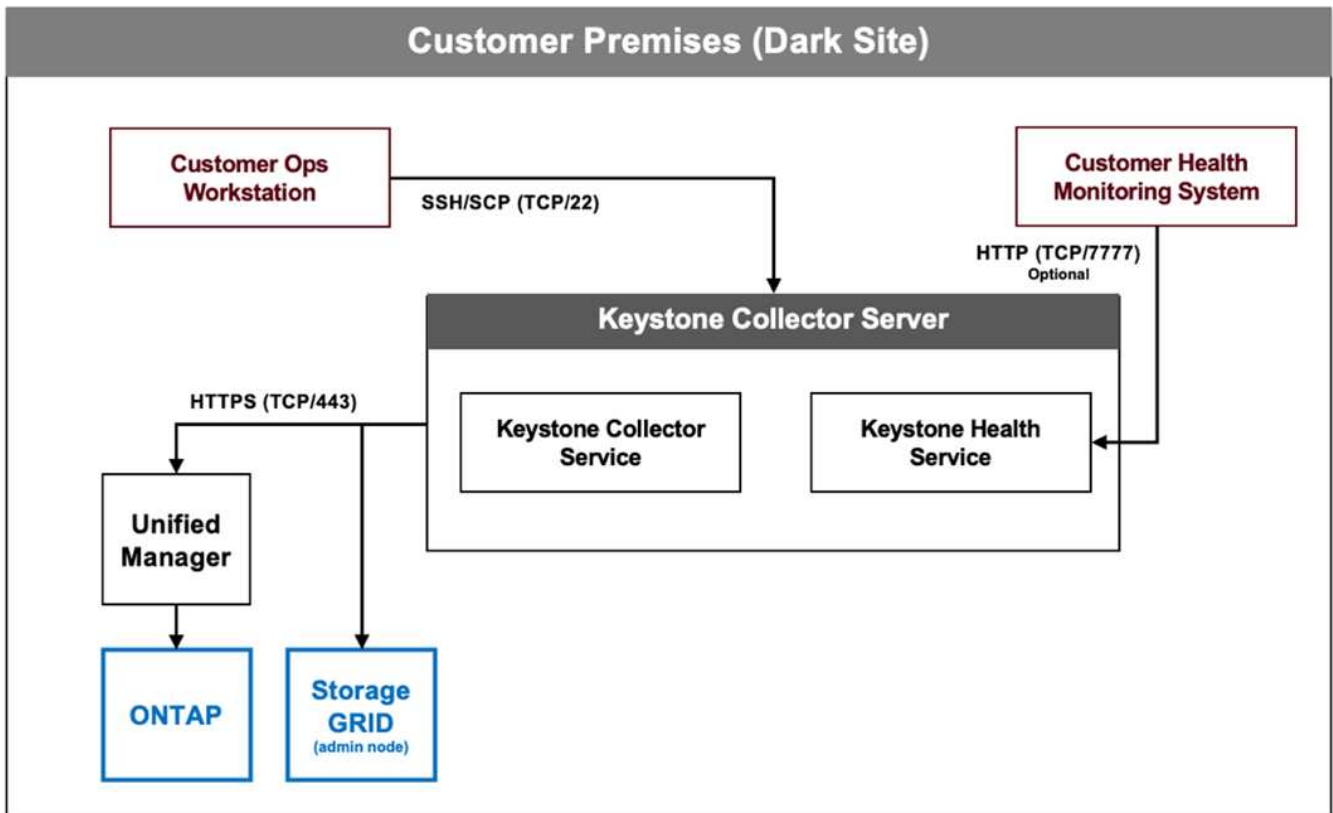 Customer Premises (Dark Site)
Customer Ops
Workstation
SSH/SCP (TCP/22)
Customer Health
Monitoring System
HTTP (TCP/7777)
Optional
Keystone Collector Server
HTTPS (TCP/443)
Keystone Collector
Service
Keystone Health
Service
Unified
Manager
ONTAP
Storage
GRID
(admin node)